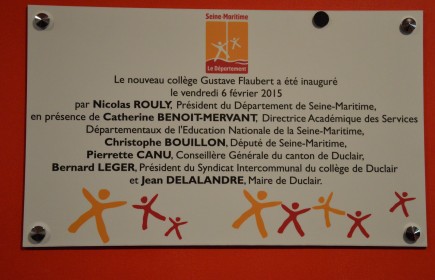 Seine-Maritime
Le Département
Le nouveau collège Gustave Flaubert a été inauguré
le vendredi 6 février 2015
par Nicolas ROULY, Président du Département de Seine-Maritime,
en présence de Catherine BENOIT-MERVANT, Directrice Académique des Services
Départementaux de l'Education Nationale de la Seine-Maritime,
Christophe BOUILLON, Député de Seine-Maritime,
Pierrette CANU, Conseillère Générale du canton de Duclair,
Bernard LEGER, Président du Syndicat Intercommunal du collège de Duclair
et Jean DELALANDRE, Maire de Duclair.